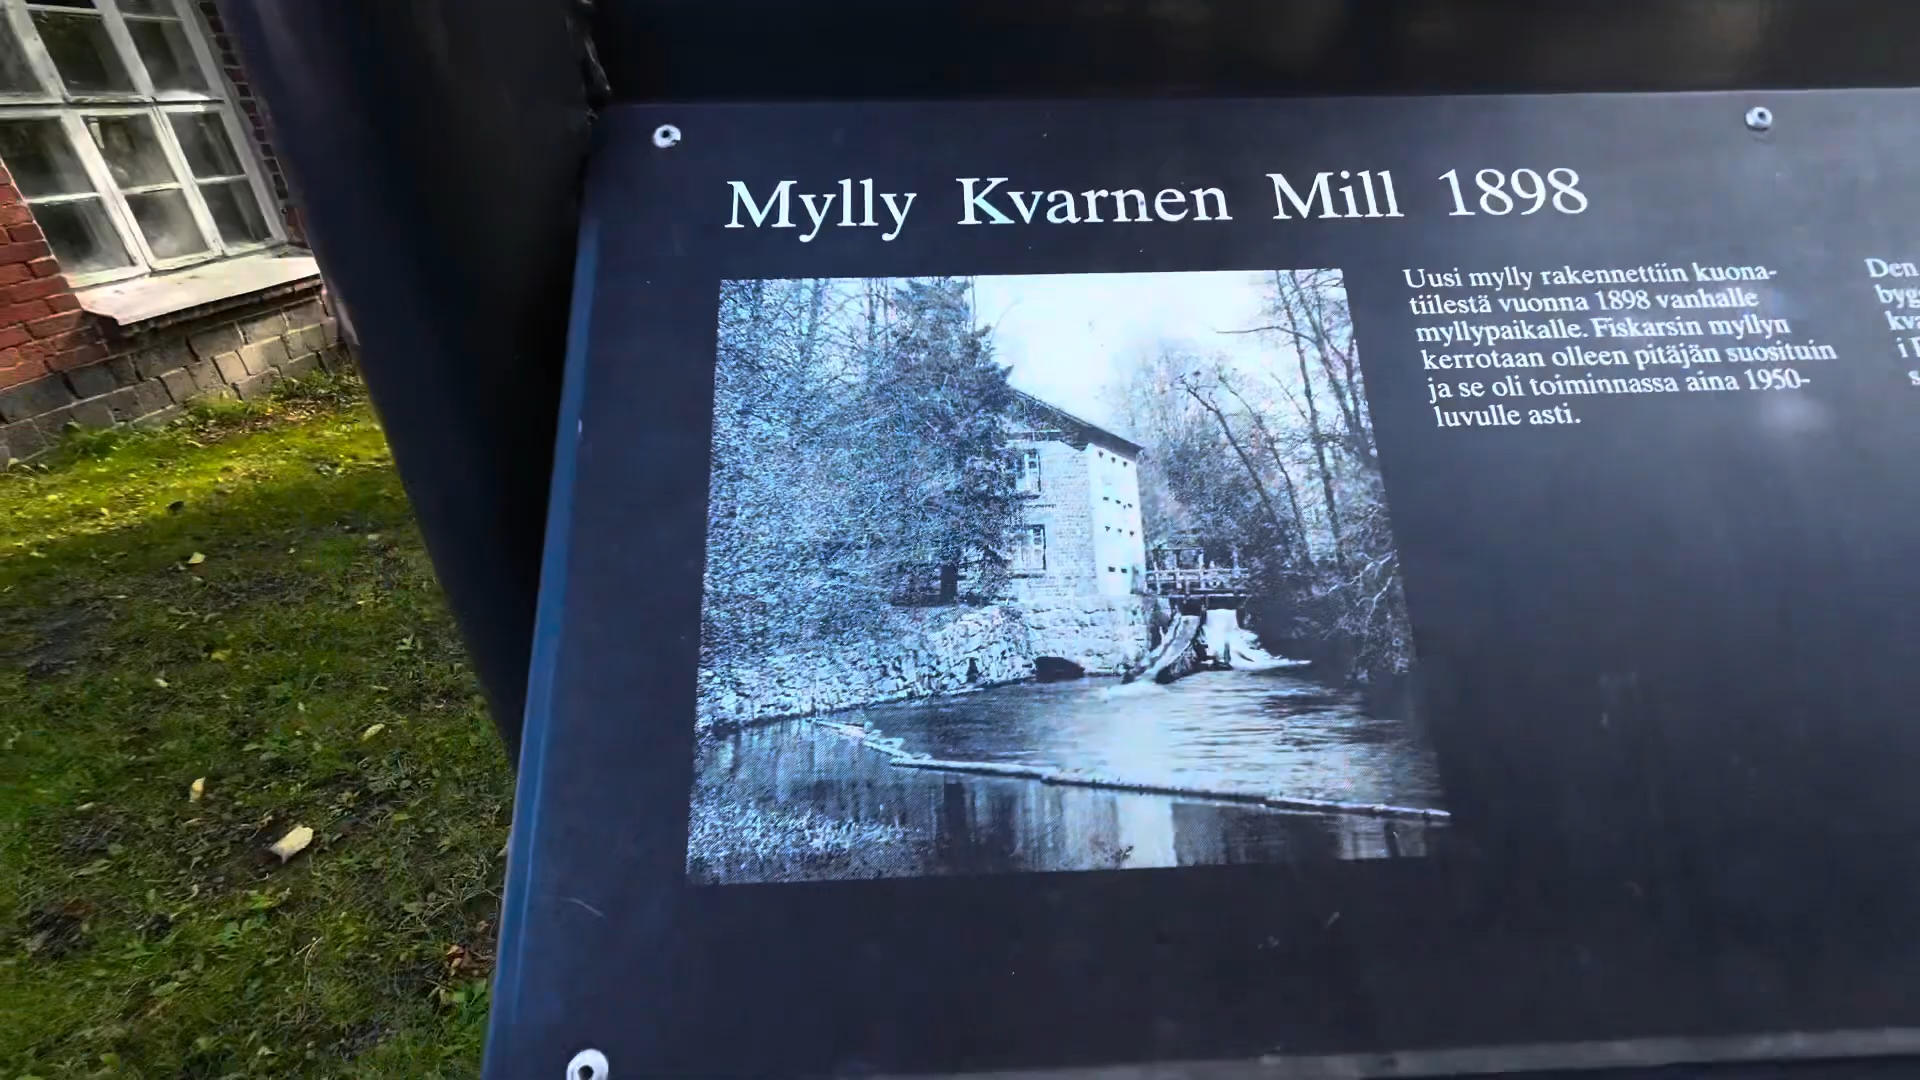 Mylly Kvarnen Mill 1898
Uusi mylly rakennettiin kuona-
tiilestä vuonna 1898 vanhalle
myllypaikalle. Fiskarsin myllyn
kerrotaan olleen pitäjän suosituin
ja se oli toiminnassa aina 1950-
luvulle asti.
Den